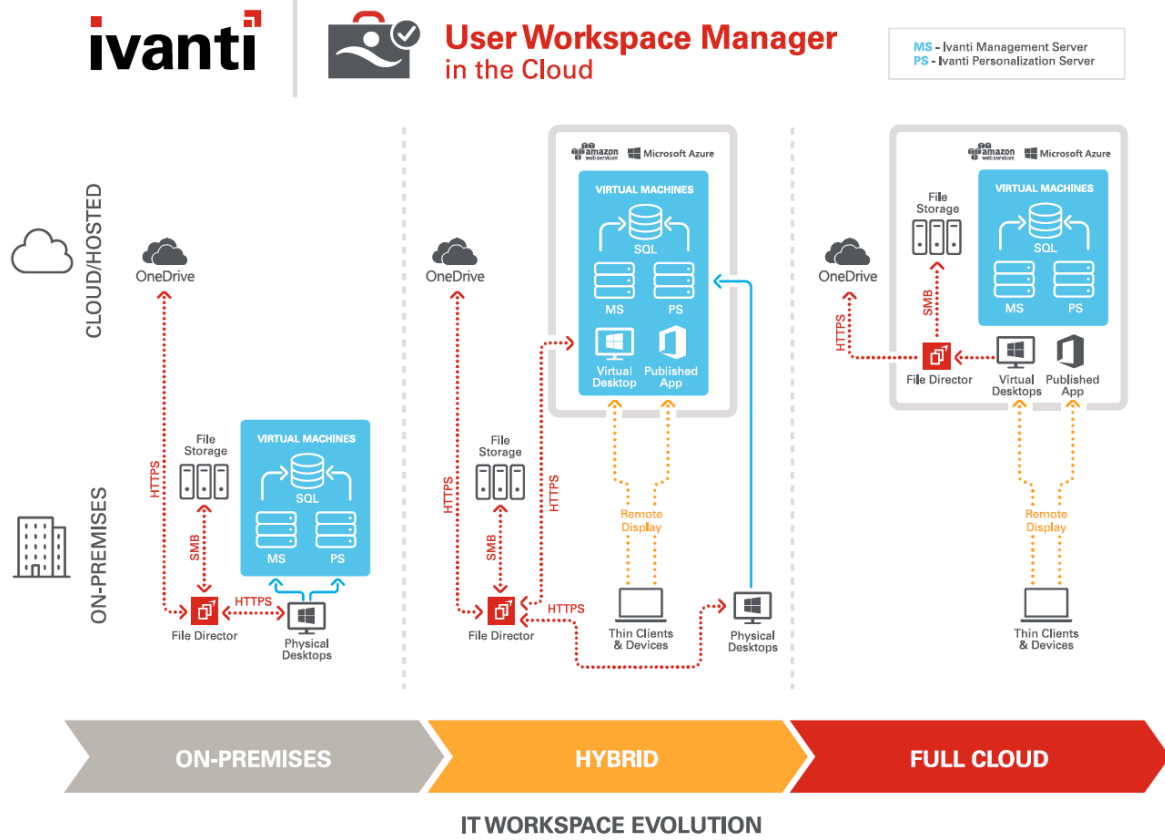 ivanti
User Workspace Manager
in the Cloud
MS - Ivanti Management Server
PS - Ivanti Personalization Server
CLOUD/HOSTED
ON-PREMISES
OneDrive
HTTPS
File
Storage
SMB
VIRTUAL MACHINES
SQL
MS
PS
HTTPS
File Director
Physical
Desktops
amazon
web services
Microsoft Azure
VIRTUAL MACHINES
SQL
MS
PS
Virtual
Desktop
Published
App
OneDrive
HTTPS
File
Storage
SMB
HTTPS
File Director
HTTPS
Remote
Display
Thin Clients
& Devices
Physical
Desktops
amazon
web services
Microsoft Azure
File
Storage
VIRTUAL MACHINES
SQL
MS
PS
OneDrive
HTTPS
SMB
File Director
Virtual
Desktops
Published
App
Remote
Display
Thin Clients
& Devices
ON-PREMISES
HYBRID
FULL CLOUD
IT WORKSPACE EVOLUTION